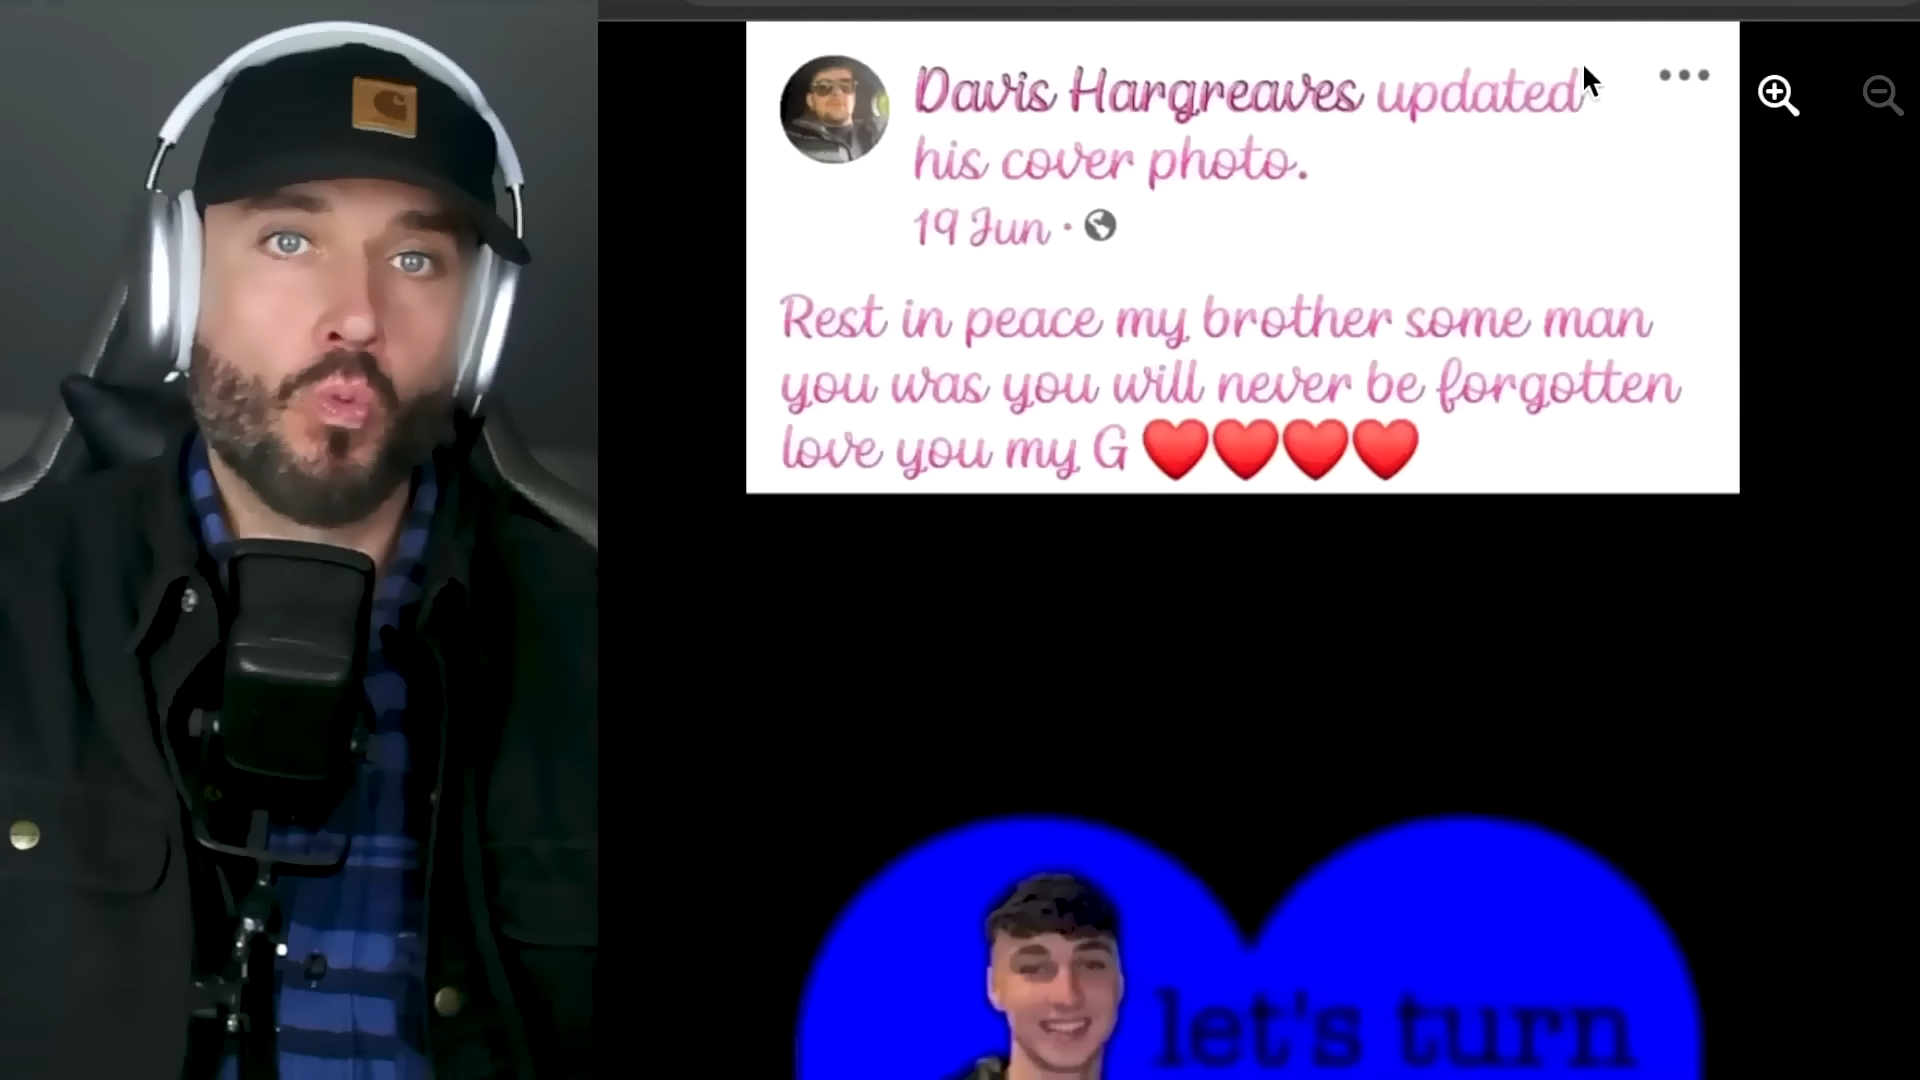 Davis Hargreaves updated
his cover photo.
19 Jun ·
Rest in peace my brother some man
you was you will never be forgotten
love you my G ❤️❤️❤️❤️
let's turn